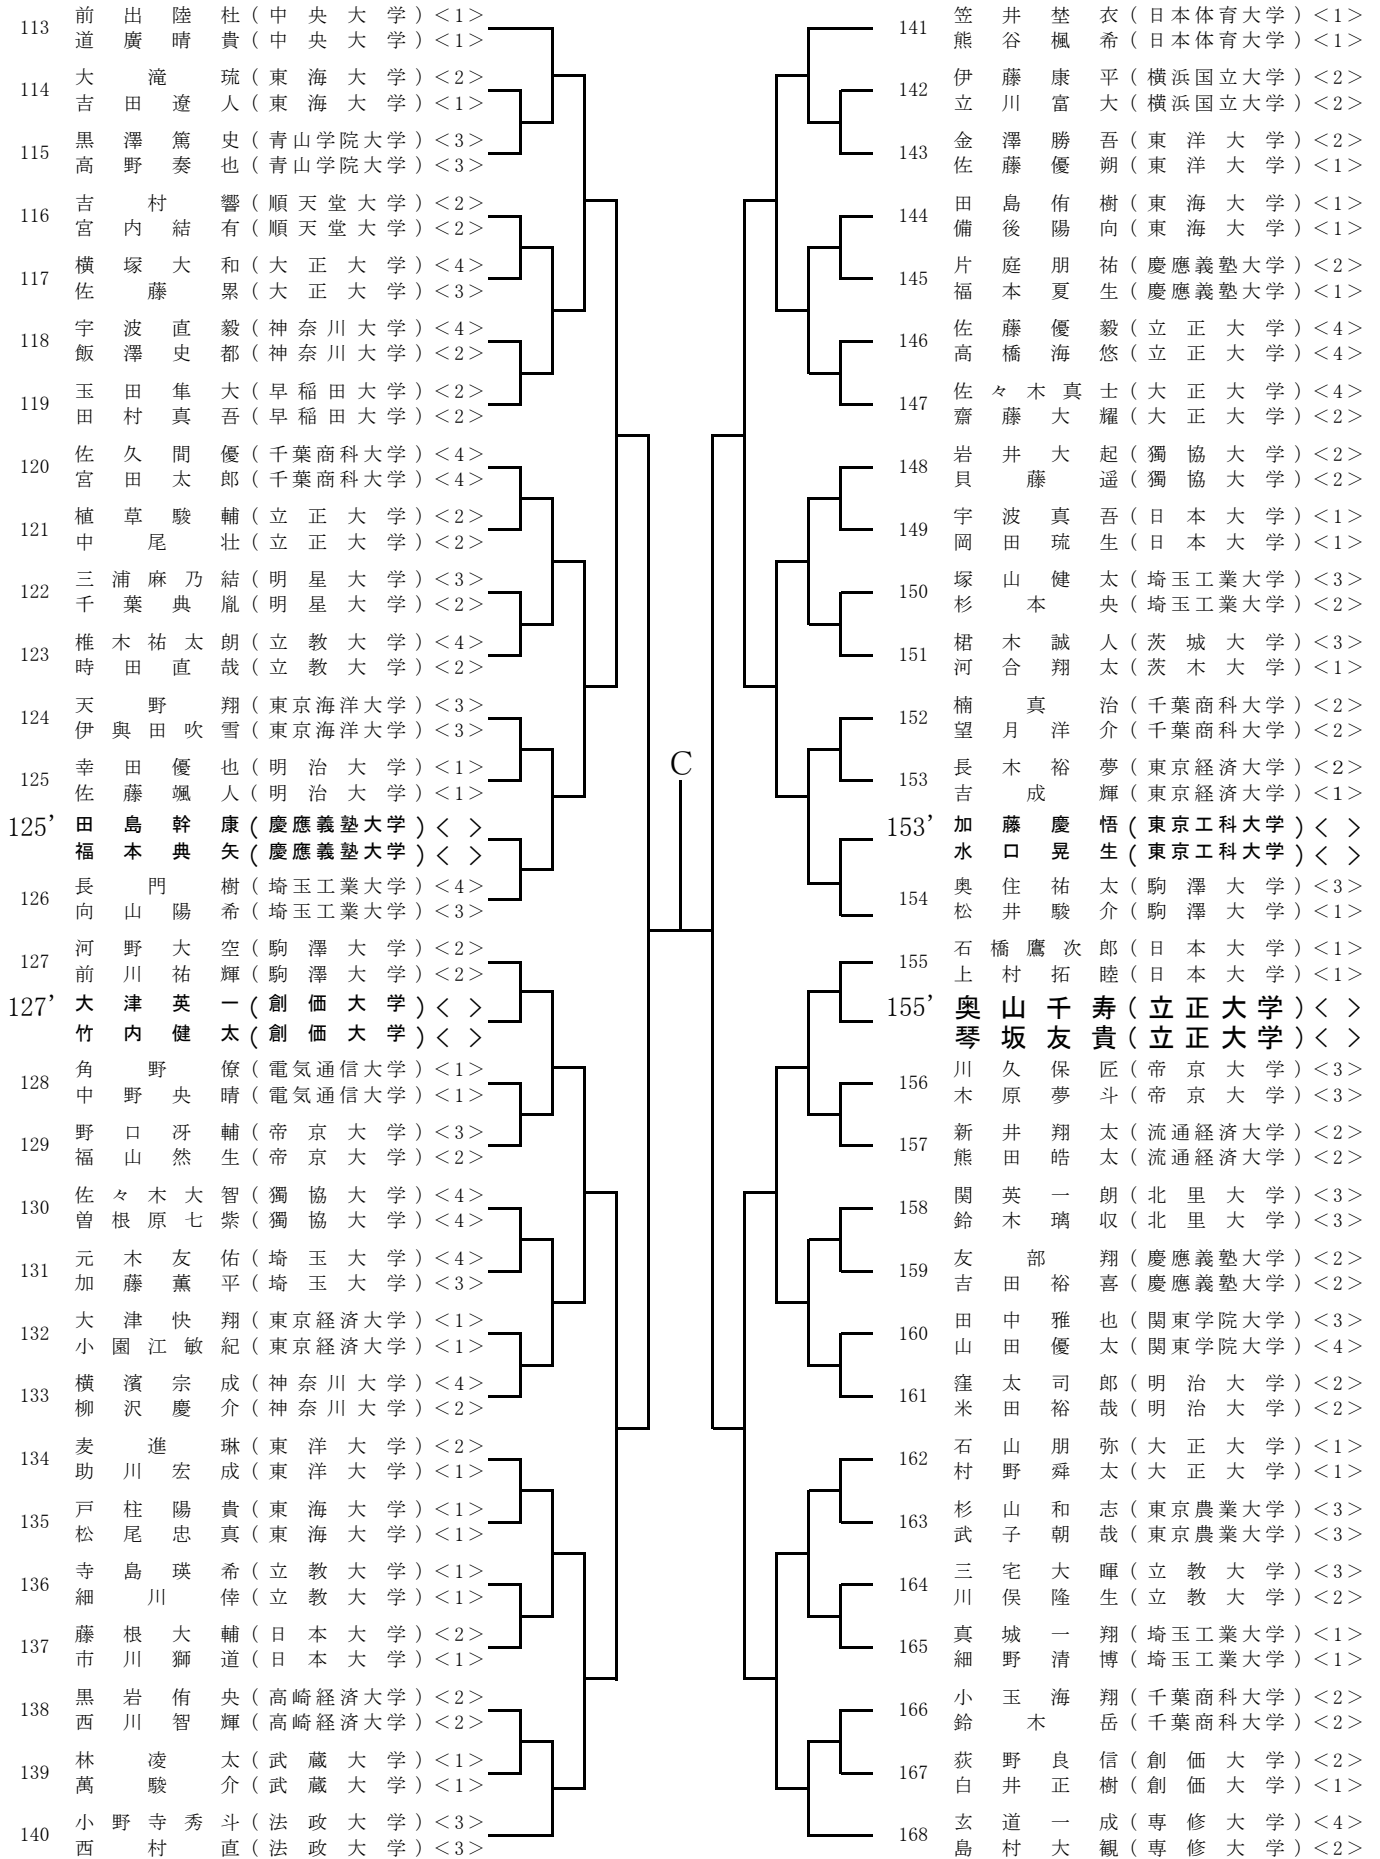 113
前出陸杜(中央大学)<1>
道廣晴貴(中央大学)<1>
114
大滝琉(東海大学)<2>
吉田遼人(東海大学)<1>
115
黒澤篤史(青山学院大学)<3>
高野奏也(青山学院大学)<3>
116
吉村響(順天堂大学)<2>
宮内結有(順天堂大学)<2>
117
横塚大和(大正大学)<4>
佐藤累(大正大学)<3>
118
宇波直毅(神奈川大学)<4>
飯澤史都(神奈川大学)<2>
119
玉田隼大(早稲田大学)<2>
田村真吾(早稲田大学)<2>
120
佐久間優(千葉商科大学)<4>
宮田太郎(千葉商科大学)<4>
121
植草駿輔(立正大学)<2>
中尾壮(立正大学)<2>
122
三浦麻乃結(明星大学)<3>
千葉典胤(明星大学)<2>
123
椎木祐太朗(立教大学)<4>
時田直哉(立教大学)<2>
124
天野翔(東京海洋大学)<3>
伊與田吹雪(東京海洋大学)<3>
125
幸田優也(明治大学)<1>
佐藤颯人(明治大学)<1>
125’
田島幹康(慶應義塾大学)< >
福本典矢(慶應義塾大学)< >
126
長門樹(埼玉工業大学)<4>
向山陽希(埼玉工業大学)<3>
127
河野大空(駒澤大学)<2>
前川祐輝(駒澤大学)<2>
127’
大津英一(創価大学)< >
竹内健太(創価大学)< >
128
角野僚(電気通信大学)<1>
中野央晴(電気通信大学)<1>
129
野口冴輔(帝京大学)<3>
福山然生(帝京大学)<2>
130
佐々木大智(獨協大学)<4>
曽根原七紫(獨協大学)<4>
131
元木友佑(埼玉大学)<4>
加藤薫平(埼玉大学)<3>
132
大津快翔(東京経済大学)<1>
小園江敏紀(東京経済大学)<1>
133
横濱宗成(神奈川大学)<4>
柳沢慶介(神奈川大学)<2>
134
麦進琳(東洋大学)<2>
助川宏成(東洋大学)<1>
135
戸柱陽貴(東海大学)<1>
松尾忠真(東海大学)<1>
136
寺島瑛希(立教大学)<1>
細川倖(立教大学)<1>
137
藤根大輔(日本大学)<2>
市川獅道(日本大学)<1>
138
黒岩侑央(高崎経済大学)<2>
西川智輝(高崎経済大学)<2>
139
林凌太(武蔵大学)<1>
萬駿介(武蔵大学)<1>
140
小野寺秀斗(法政大学)<3>
西村直(法政大学)<3>
C
141
笠井埜衣(日本体育大学)<1>
熊谷楓希(日本体育大学)<1>
142
伊藤康平(横浜国立大学)<2>
立川富大(横浜国立大学)<2>
143
金澤勝吾(東洋大学)<2>
佐藤優朔(東洋大学)<1>
144
田島侑樹(東海大学)<1>
備後陽向(東海大学)<1>
145
片庭朋祐(慶應義塾大学)<2>
福本夏生(慶應義塾大学)<1>
146
佐藤優毅(立正大学)<4>
高橋海悠(立正大学)<4>
147
佐々木真士(大正大学)<4>
齋藤大耀(大正大学)<2>
148
岩井大起(獨協大学)<2>
貝藤遥(獨協大学)<2>
149
宇波真吾(日本大学)<1>
岡田琉生(日本大学)<1>
150
塚山健太(埼玉工業大学)<3>
杉本央(埼玉工業大学)<2>
151
桾木誠人(茨城大学)<3>
河合翔太(茨木大学)<1>
152
楠真治(千葉商科大学)<2>
望月洋介(千葉商科大学)<2>
153
長木裕夢(東京経済大学)<2>
吉成輝(東京経済大学)<1>
153’
加藤慶悟(東京工科大学)< >
水口晃生(東京工科大学)< >
154
奥住祐太(駒澤大学)<3>
松井駿介(駒澤大学)<1>
155
石橋鷹次郎(日本大学)<1>
上村拓睦(日本大学)<1>
155’
奥山千寿(立正大学)< >
琴坂友貴(立正大学)< >
156
川久保匠(帝京大学)<3>
木原夢斗(帝京大学)<3>
157
新井翔太(流通経済大学)<2>
熊田皓太(流通経済大学)<2>
158
関英一朗(北里大学)<3>
鈴木璃収(北里大学)<3>
159
友部翔(慶應義塾大学)<2>
吉田裕喜(慶應義塾大学)<2>
160
田中雅也(関東学院大学)<3>
山田優太(関東学院大学)<4>
161
窪太司郎(明治大学)<2>
米田裕哉(明治大学)<2>
162
石山朋弥(大正大学)<1>
村野舜太(大正大学)<1>
163
杉山和志(東京農業大学)<3>
武子朝哉(東京農業大学)<3>
164
三宅大暉(立教大学)<3>
川俣隆生(立教大学)<2>
165
真城一翔(埼玉工業大学)<1>
細野清博(埼玉工業大学)<1>
166
小玉海翔(千葉商科大学)<2>
鈴木岳(千葉商科大学)<2>
167
荻野良信(創価大学)<2>
白井正樹(創価大学)<1>
168
玄道一成(専修大学)<4>
島村大観(専修大学)<2>